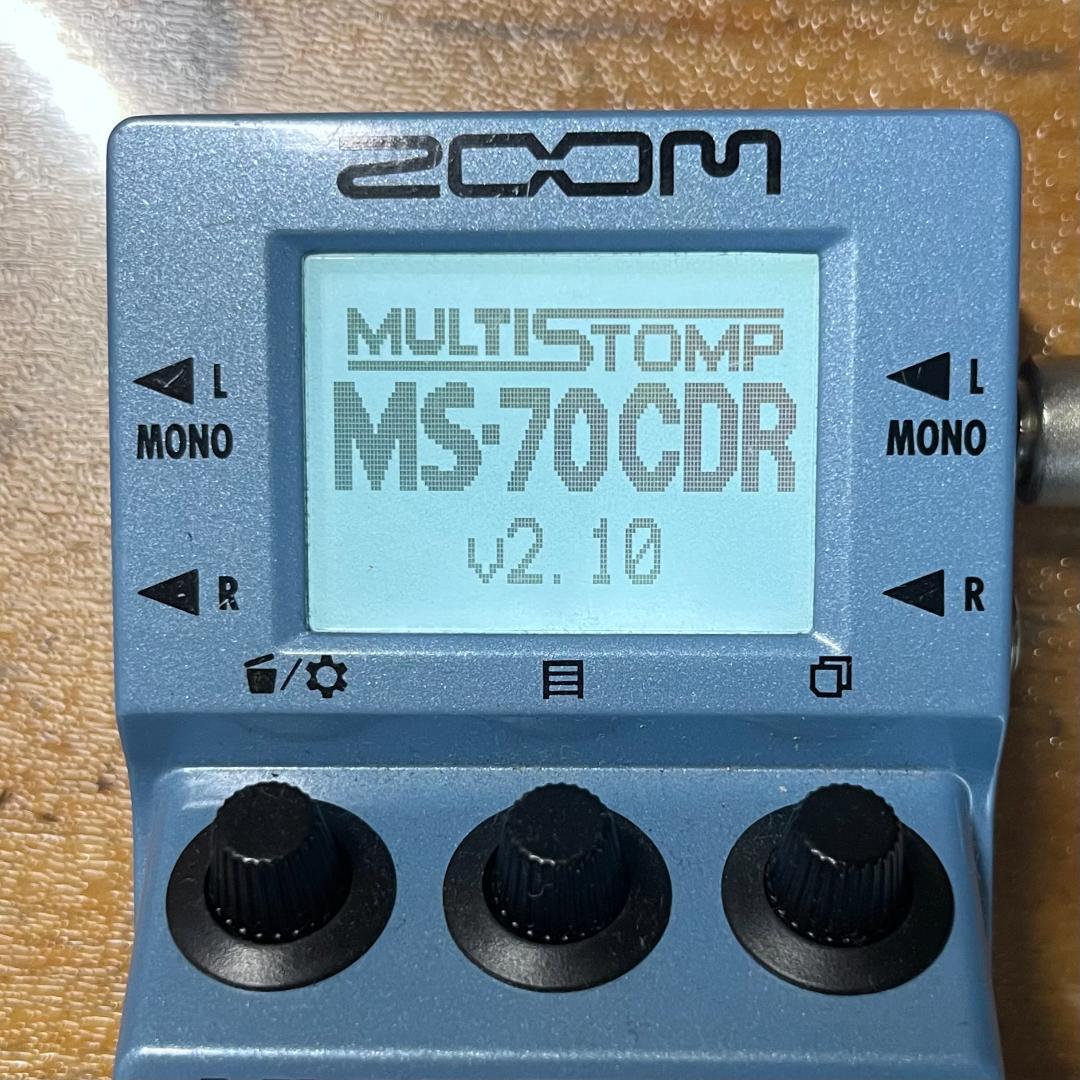 ZOOM
MULTISTOMP
MS-70CDR
v2.10
L
MONO
R
L
MONO
R